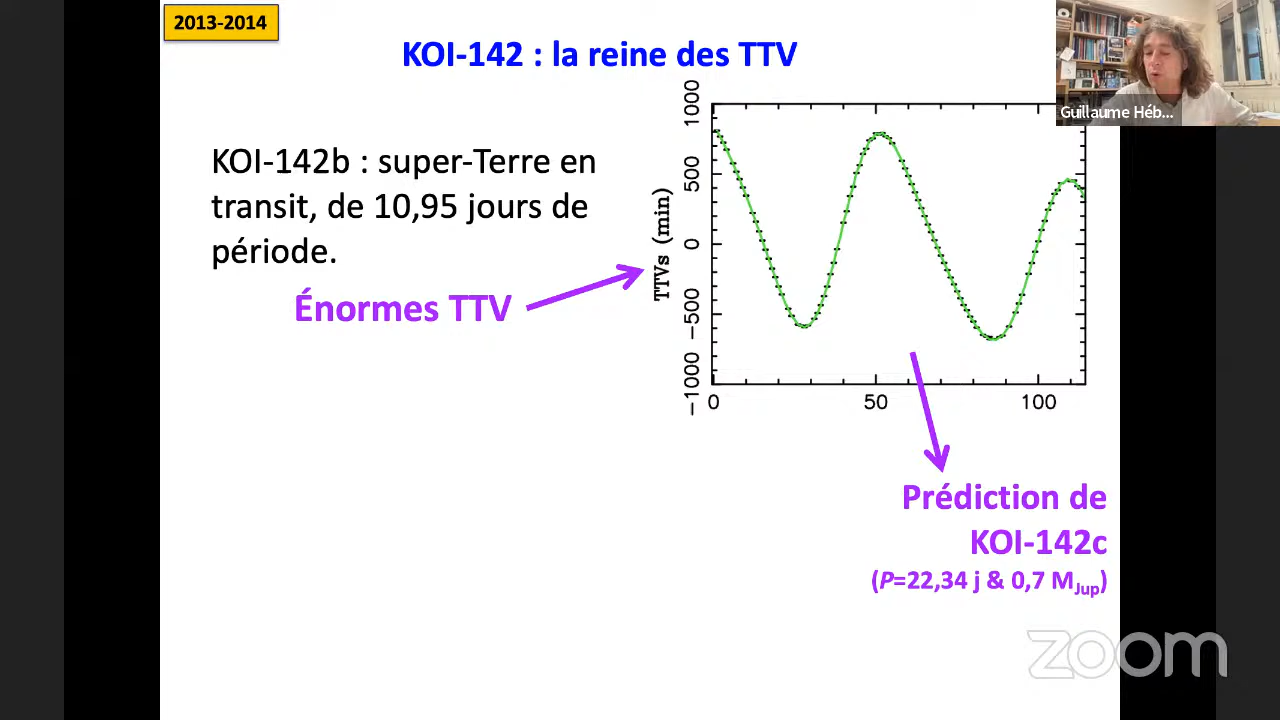 2013-2014
KOI-142 : la reine des TTV
Guillaume Héb...
KOI-142b : super-Terre en
transit, de 10,95 jours de
période.
Énormes TTV
TTVs (min)
1000
500
0
−500
−1000
0
50
100
Prédiction de
KOI-142c
(P=22,34 j & 0,7 MJup)
zoom